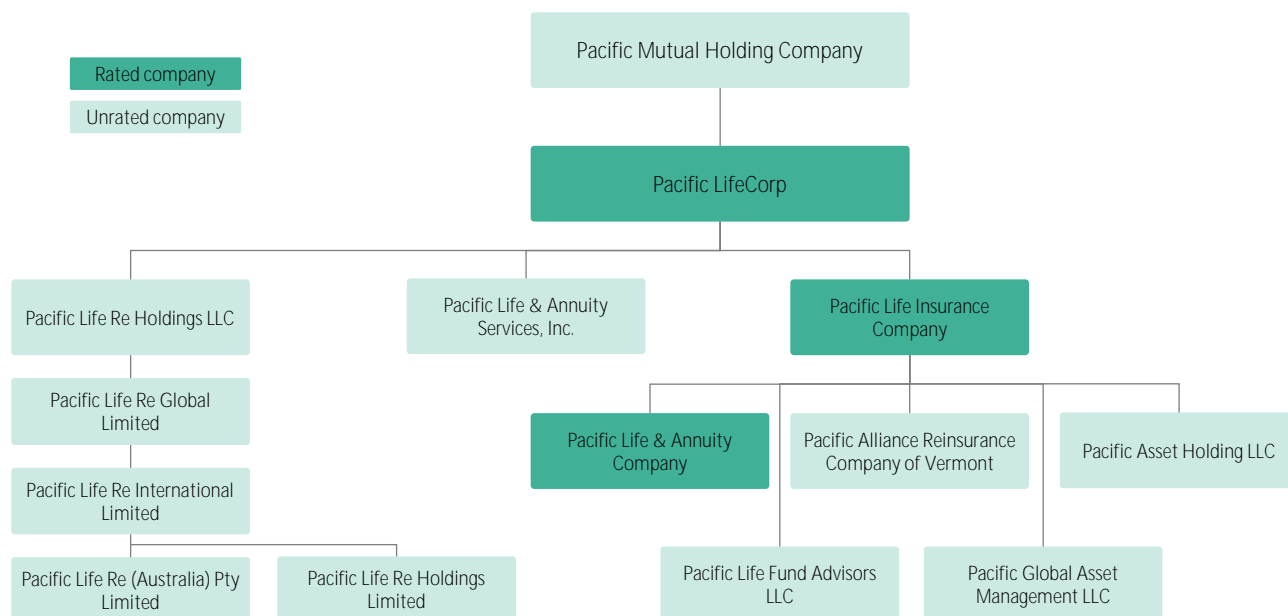 Pacific Mutual Holding Company
Rated company
Unrated company
Pacific LifeCorp
Pacific Life Re Holdings LLC
Pacific Life & Annuity
Services, Inc.
Pacific Life Insurance
Company
Pacific Life Re Global
Limited
Pacific Life & Annuity
Company
Pacific Alliance Reinsurance
Company of Vermont
Pacific Asset Holding LLC
Pacific Life Re International
Limited
Pacific Life Re (Australia) Pty
Limited
Pacific Life Re Holdings
Limited
Pacific Life Fund Advisors
LLC
Pacific Global Asset
Management LLC